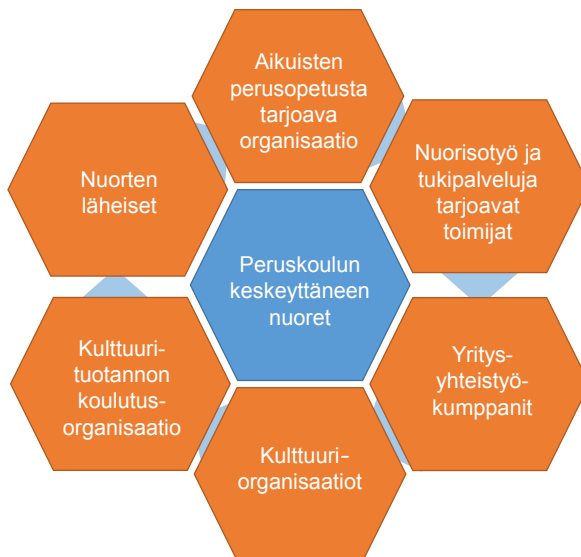 Aikuisten
perusopetusta
tarjoava
organisaatio
Nuorisotyö ja
tukipalveluja
tarjoavat
toimijat
Nuorten
läheiset
Peruskoulun
keskeyttäneen
nuoret
Yritys-
yhteistyö-
kumppanit
Kulttuuri-
tuotannon
koulutus-
organisaatio
Kulttuuri-
organisaatiot